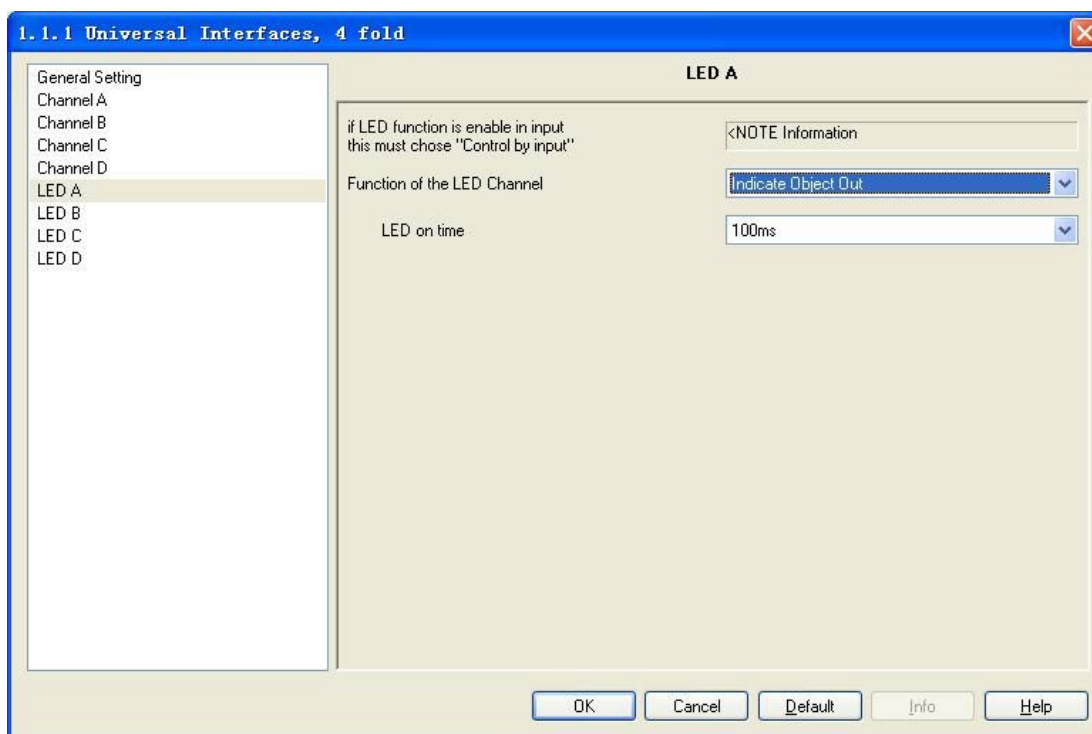 1.1.1 Universal Interfaces, 4 fold
General Setting
Channel A
Channel B
Channel C
Channel D
LED A
LED B
LED C
LED D
LED A
if LED function is enable in input
this must chose "Control by input"
<NOTE Information
Function of the LED Channel
Indicate Object Out
LED on time
100ms
OK
Cancel
Default
Info
Help